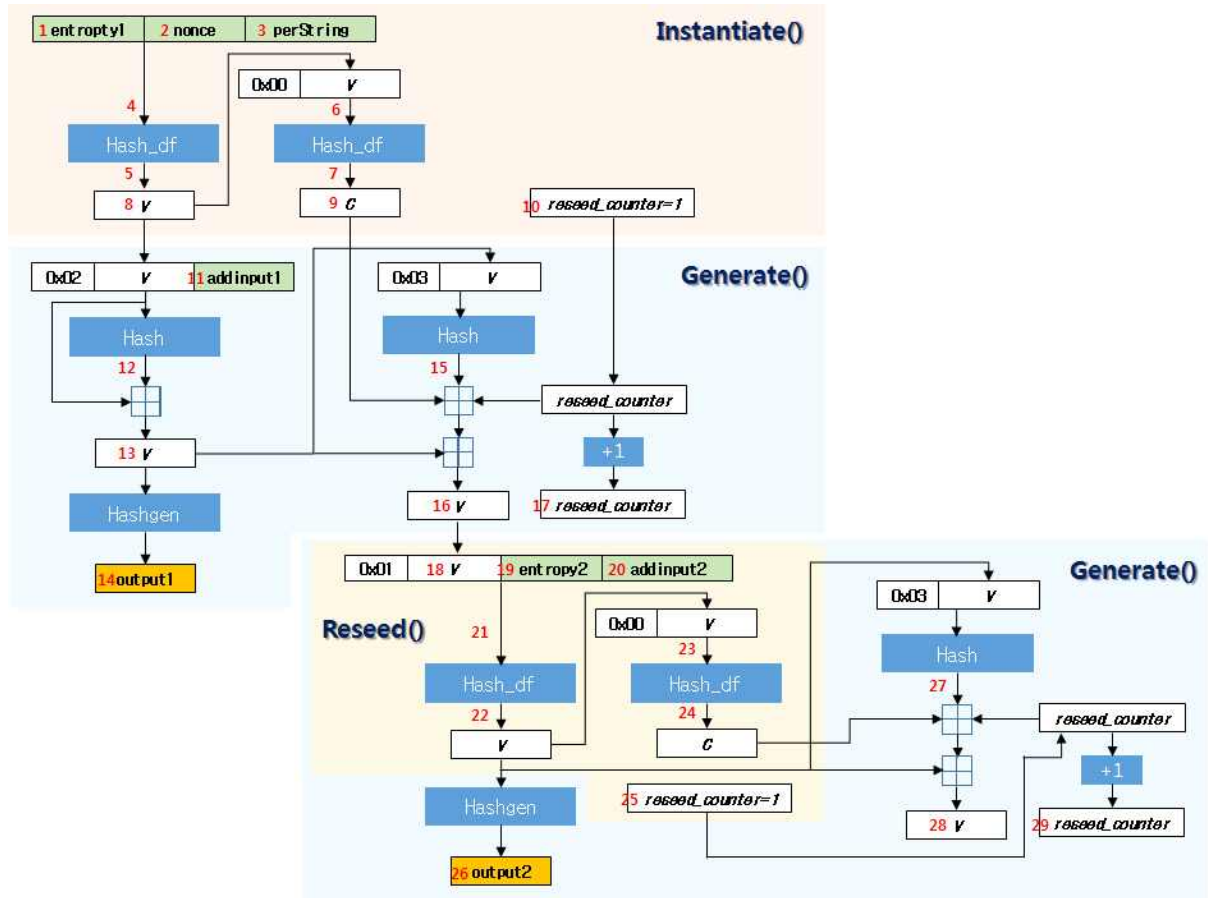 1 entropty1 2 nonce 3 perString
Instantiate()
0x00 V
4
6
Hash_df Hash_df
5
7
8 V
9 C
10 reseed_counter=1
0x02 V 11 addinput1
0x03 V
Generate()
Hash Hash
12
15
reseed_counter
13 V
+1
16 V
17 reseed_counter
Hashgen
14 output1
0x01 18 V 19 entropy2 20 addinput2
Generate()
0x03 V
0x00 V
Reseed()
21
23
Hash
Hash_df Hash_df
27
22
24
reseed_counter
V
C
+1
25 reseed_counter=1
Hashgen
28 V
29 reseed_counter
26 output2